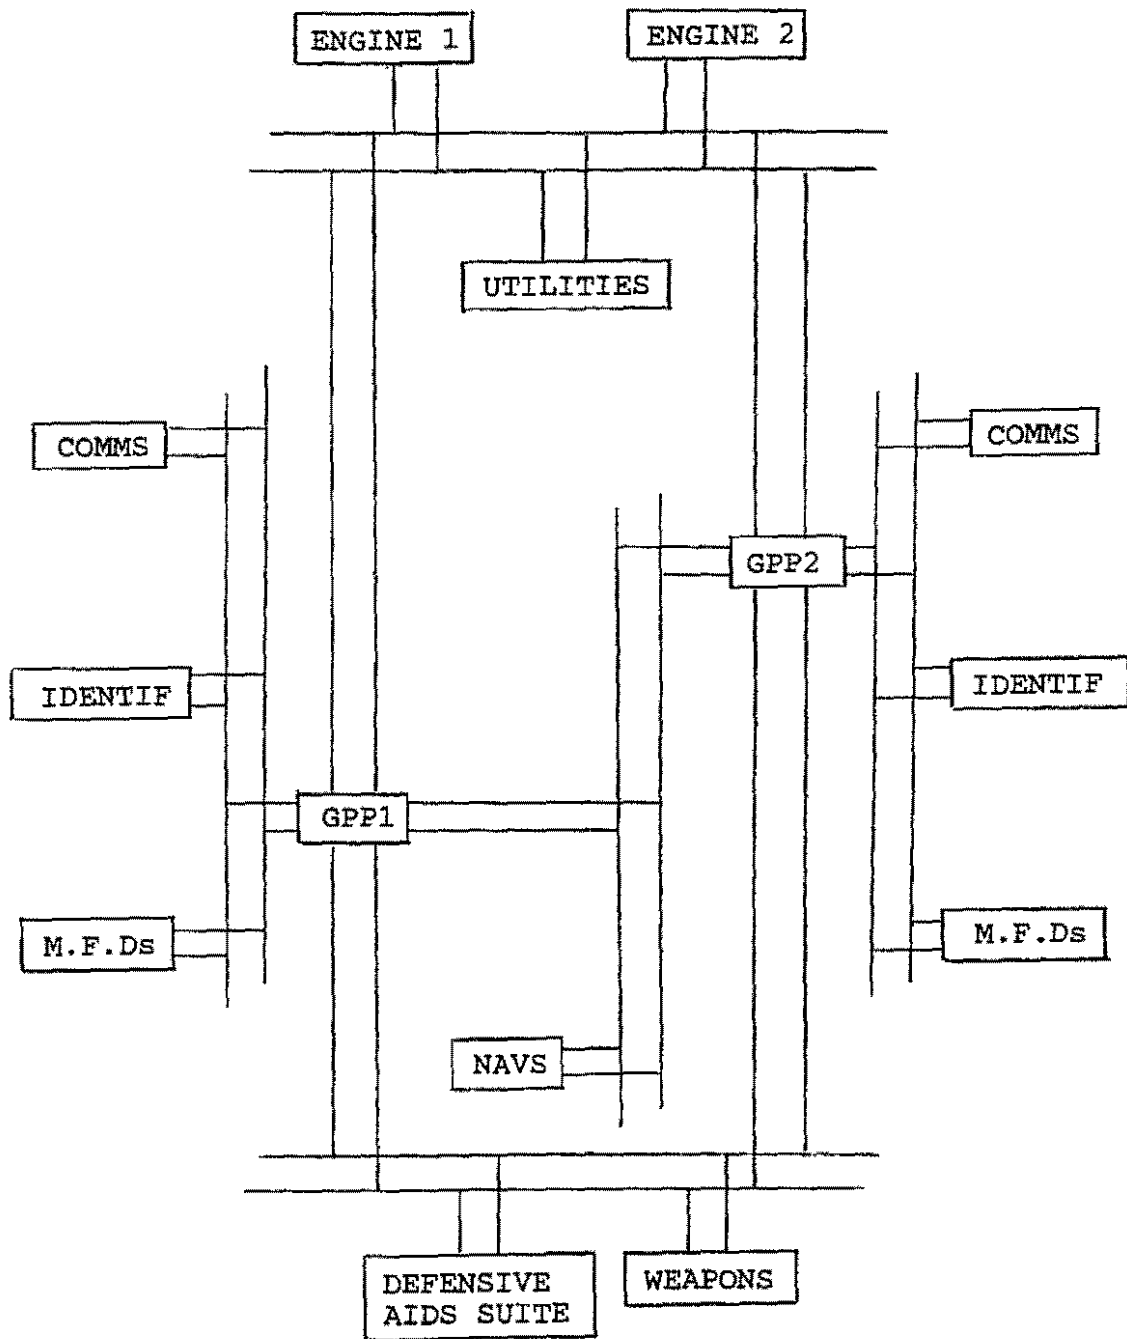 ENGINE 1
ENGINE 2
UTILITIES
COMMS
COMMS
GPP2
IDENTIF
IDENTIF
GPP1
M.F.Ds
M.F.Ds
NAVS
DEFENSIVE
AIDS SUITE
WEAPONS